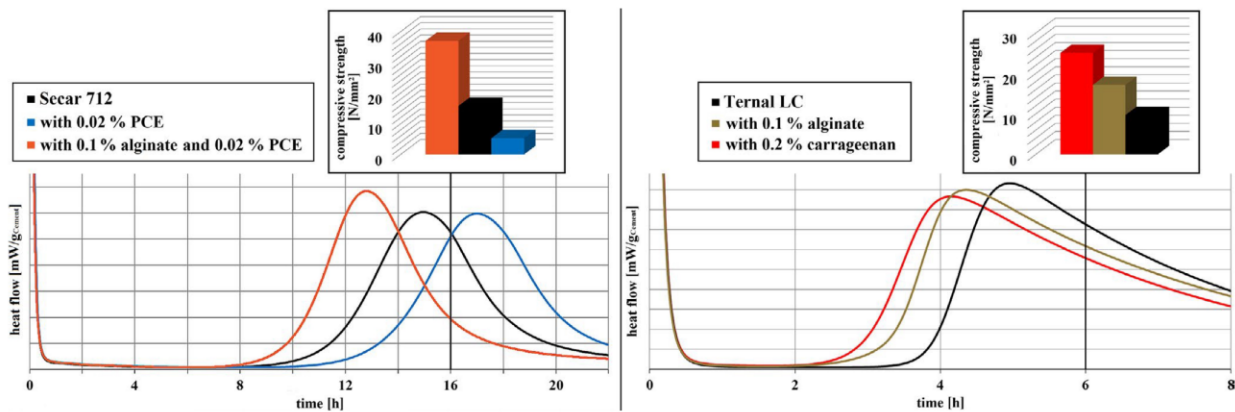 compressive strength
[N/mm²]
40
30
20
10
0
Secar 712
with 0.02 % PCE
with 0.1 % alginate and 0.02 % PCE
heat flow [mW/gCement]
0
4
8
12
16
20
time [h]
compressive strength
[N/mm²]
30
20
10
0
Ternal LC
with 0.1 % alginate
with 0.2 % carrageenan
heat flow [mW/gCement]
0
2
4
6
8
time [h]